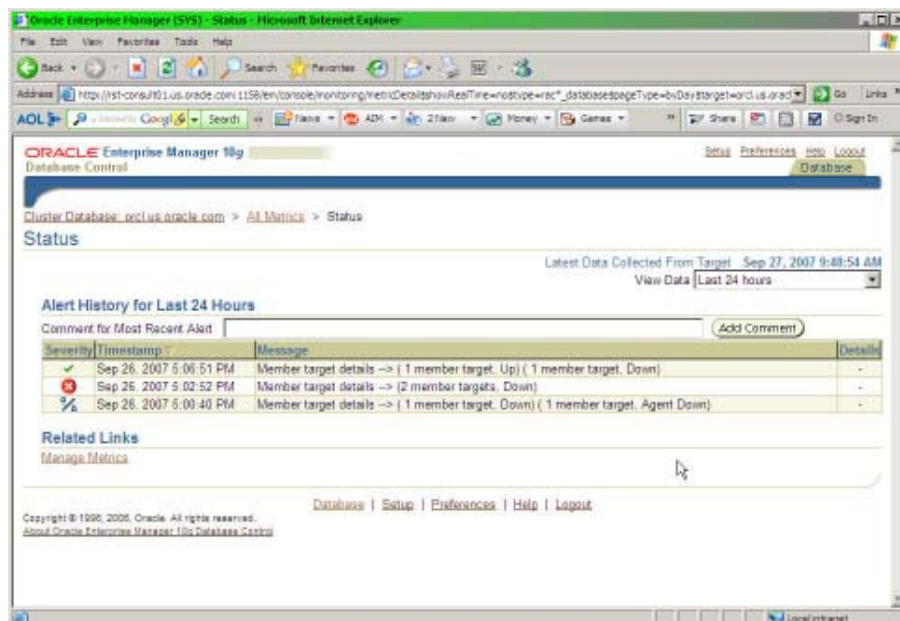 Oracle Enterprise Manager (SYS) - Status - Microsoft Internet Explorer
File Edit View Favorites Tools Help
Back Search Favorites
Address Go Links
AOL Google Search News AIM Money Games Share Sign In
ORACLE Enterprise Manager 10g
Database Control
Setup Preferences Help Logout
Database
Cluster Database: orcl.us.oracle.com > All Metrics > Status
Status
Latest Data Collected From Target Sep 27, 2007 9:48:54 AM
View Data Last 24 hours
Alert History for Last 24 Hours
Comment for Most Recent Alert Add Comment
Severity Timestamp Message Details
Sep 26, 2007 5:06:51 PM Member target details --> ( 1 member target, Up) ( 1 member target, Down) -
Sep 26, 2007 5:02:52 PM Member target details --> (2 member targets, Down) -
Sep 26, 2007 5:00:40 PM Member target details --> ( 1 member target, Down) ( 1 member target, Agent Down) -
Related Links
Manage Metrics
Database | Setup | Preferences | Help | Logout
Copyright © 1996, 2005, Oracle. All rights reserved.
About Oracle Enterprise Manager 10g Database Control
Local intranet